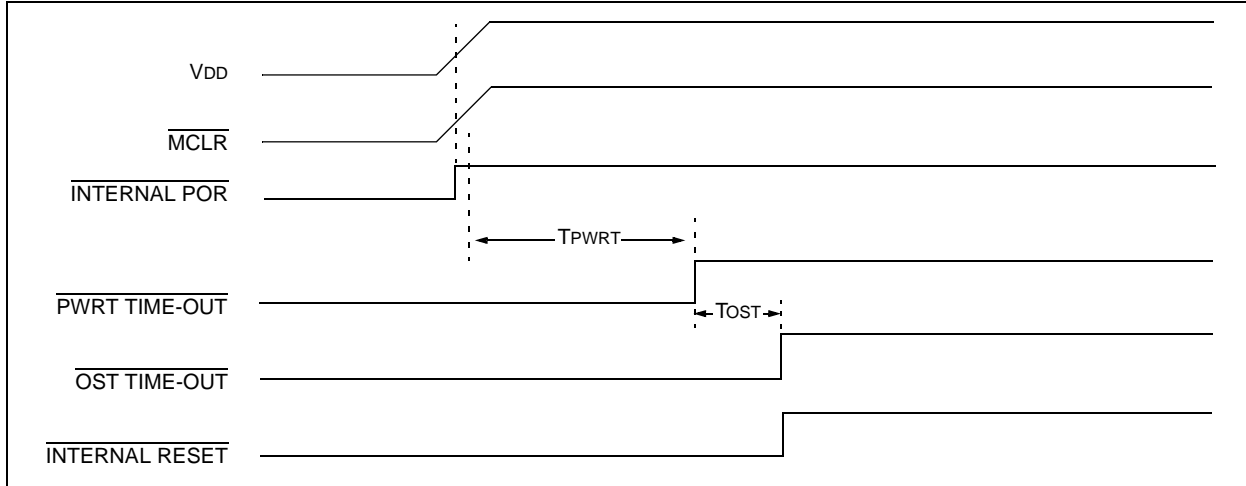 VDD
MCLR
INTERNAL POR
TPWRT
PWRT TIME-OUT
TOST
OST TIME-OUT
INTERNAL RESET